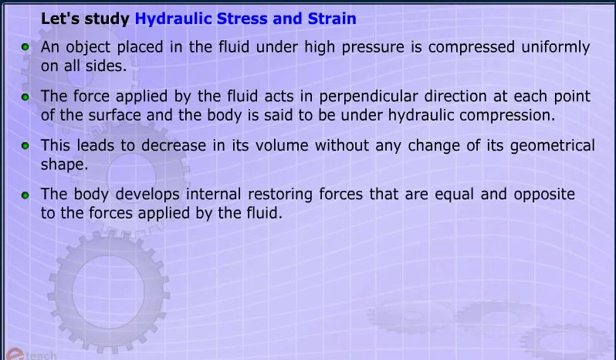 Let's study Hydraulic Stress and Strain
An object placed in the fluid under high pressure is compressed uniformly
on all sides.
The force applied by the fluid acts in perpendicular direction at each point
of the surface and the body is said to be under hydraulic compression.
This leads to decrease in its volume without any change of its geometrical
shape.
The body develops internal restoring forces that are equal and opposite
to the forces applied by the fluid.
e teach